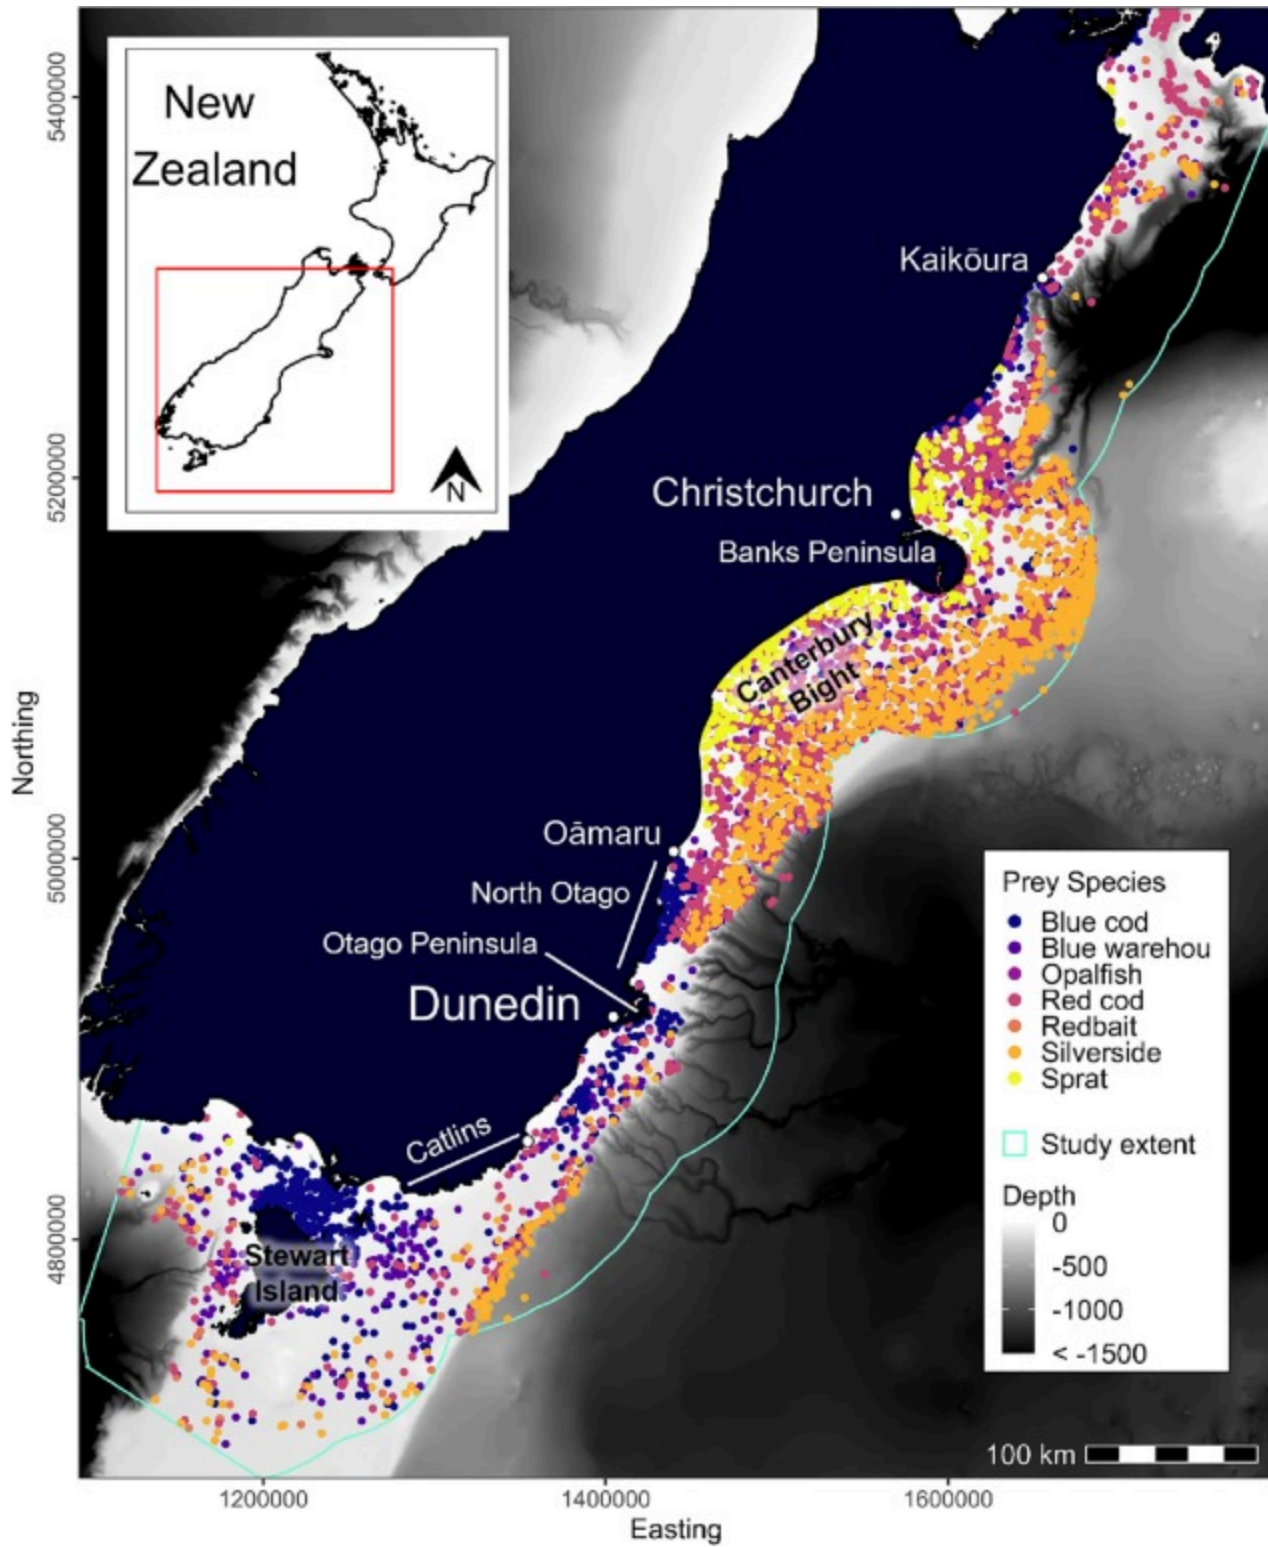 New
Zealand
N
Kaikōura
Christchurch
Banks Peninsula
Canterbury
Bight
Oāmaru
North Otago
Otago Peninsula
Dunedin
Catlins
Stewart
Island
Prey Species
Blue cod
Blue warehou
Opalfish
Red cod
Redbait
Silverside
Sprat
Study extent
Depth
0
-500
-1000
< -1500
100 km
Northing
5400000
5200000
5000000
4800000
1200000
1400000
1600000
Easting